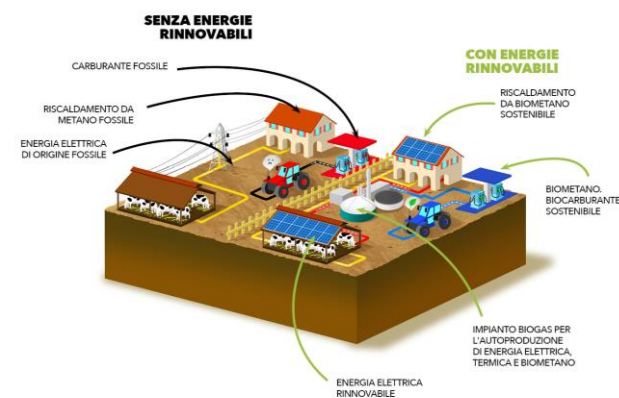 SENZA ENERGIE
RINNOVABILI
CARBURANTE FOSSILE
RISCALDAMENTO DA
METANO FOSSILE
ENERGIA ELETTRICA
DI ORIGINE FOSSILE
CON ENERGIE
RINNOVABILI
RISCALDAMENTO
DA BIOMETANO
SOSTENIBILE
BIOMETANO.
BIOCARBURANTE
SOSTENIBILE
IMPIANTO BIOGAS PER
L'AUTOPRODUZIONE
DI ENERGIA ELETTRICA,
TERMICA E BIOMETANO
ENERGIA ELETTRICA
RINNOVABILE